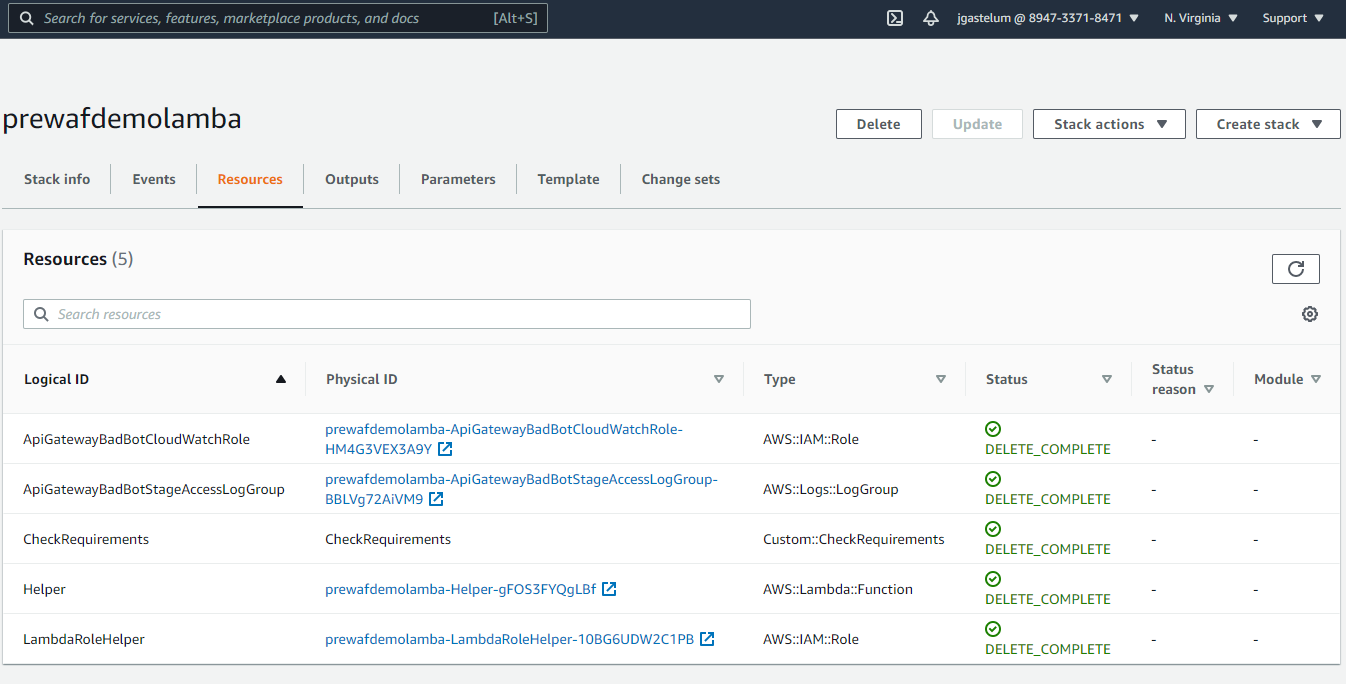 Search for services, features, marketplace products, and docs [Alt+S] jgastelum @ 8947-3371-8471 N. Virginia Support
prewafdemolamba
Delete Update Stack actions Create stack
Stack info Events Resources Outputs Parameters Template Change sets
Resources (5)
Search resources
Logical ID Physical ID Type Status Status reason Module
ApiGatewayBadBotCloudWatchRole prewafdemolamba-ApiGatewayBadBotCloudWatchRole-HM4G3VEX3A9Y AWS::IAM::Role DELETE_COMPLETE - -
ApiGatewayBadBotStageAccessLogGroup prewafdemolamba-ApiGatewayBadBotStageAccessLogGroup-BBLVg72AiVM9 AWS::Logs::LogGroup DELETE_COMPLETE - -
CheckRequirements CheckRequirements Custom::CheckRequirements DELETE_COMPLETE - -
Helper prewafdemolamba-Helper-gFOS3FYQgLBf AWS::Lambda::Function DELETE_COMPLETE - -
LambdaRoleHelper prewafdemolamba-LambdaRoleHelper-10BG6UDW2C1PB AWS::IAM::Role DELETE_COMPLETE - -